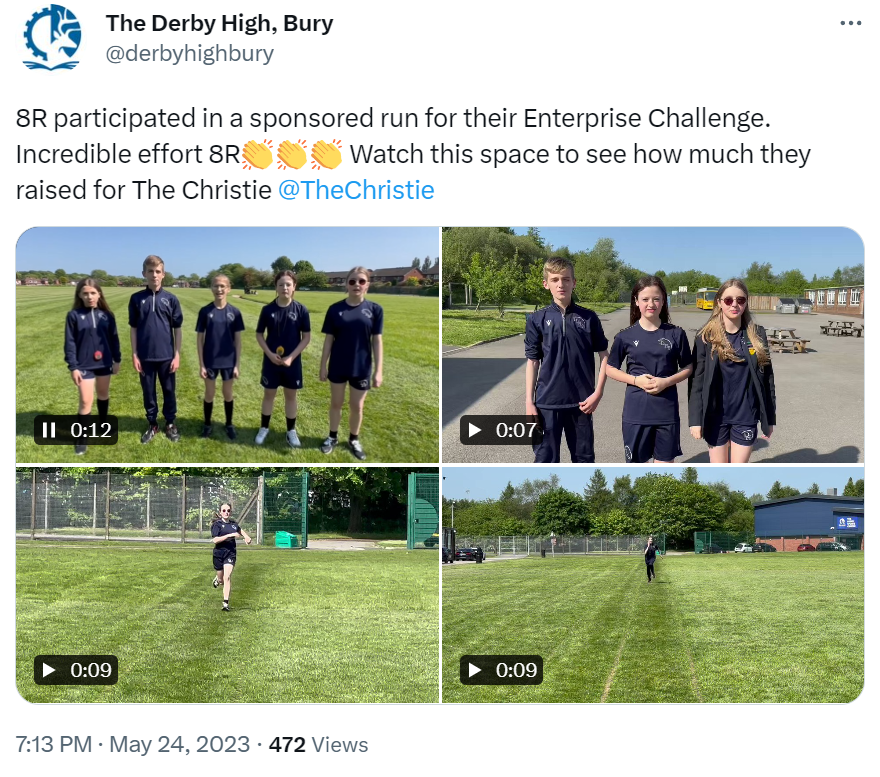 The Derby High, Bury
@derbyhighbury
8R participated in a sponsored run for their Enterprise Challenge.
Incredible effort 8R👏👏👏 Watch this space to see how much they
raised for The Christie @TheChristie
0:12
0:07
0:09
0:09
7:13 PM · May 24, 2023 · 472 Views